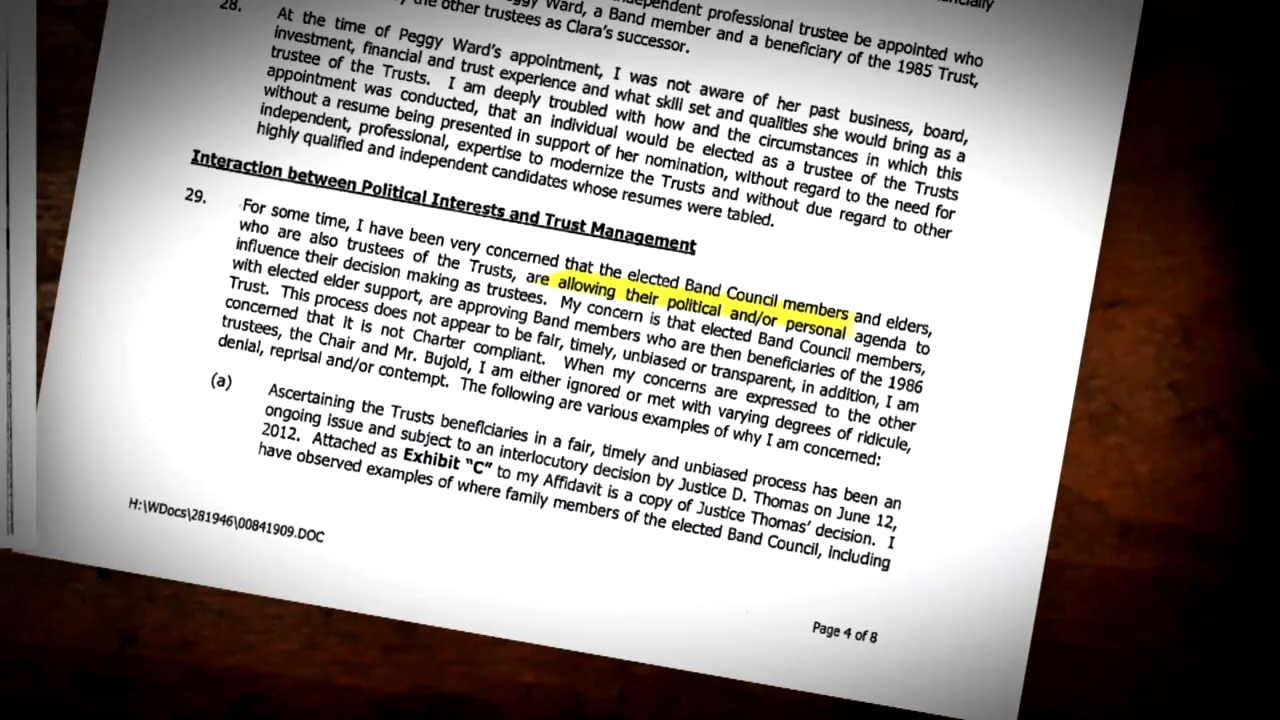 financially
independent professional trustee be appointed who
Peggy Ward, a Band member and a beneficiary of the 1985 Trust,
the other trustees as Clara's successor.
28. At the time of Peggy Ward's appointment, I was not aware of her past business, board,
investment, financial and trust experience and what skill set and qualities she would bring as a
trustee of the Trusts. I am deeply troubled with how and the circumstances in which this
appointment was conducted, that an individual would be elected as a trustee of the Trusts
without a resume being presented in support of her nomination, without regard to the need for
independent, professional, expertise to modernize the Trusts and without due regard to other
highly qualified and independent candidates whose resumes were tabled.
Interaction between Political Interests and Trust Management
29. For some time, I have been very concerned that the elected Band Council members and elders,
who are also trustees of the Trusts, are allowing their political and/or personal agenda to
influence their decision making as trustees. My concern is that elected Band Council members,
with elected elder support, are approving Band members who are then beneficiaries of the 1986
Trust. This process does not appear to be fair, timely, unbiased or transparent, in addition, I am
concerned that it is not Charter compliant. When my concerns are expressed to the other
trustees, the Chair and Mr. Bujold, I am either ignored or met with varying degrees of ridicule,
denial, reprisal and/or contempt. The following are various examples of why I am concerned:
(a) Ascertaining the Trusts beneficiaries in a fair, timely and unbiased process has been an
ongoing issue and subject to an interlocutory decision by Justice D. Thomas on June 12,
2012. Attached as Exhibit "C" to my Affidavit is a copy of Justice Thomas' decision. I
have observed examples of where family members of the elected Band Council, including
H:\WDocs\281946\00841909.DOC
Page 4 of 8